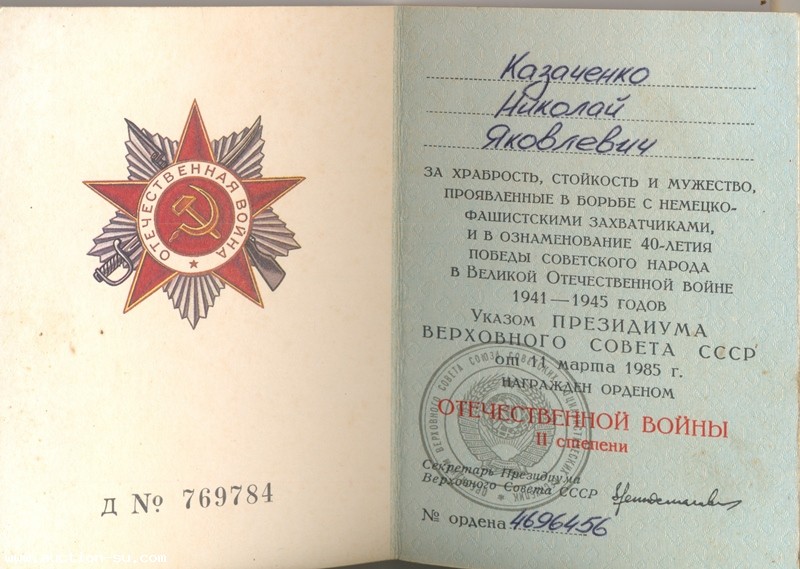 ОТЕЧЕСТВЕННАЯ ВОЙНА
Д № 769784
Казаченко
Николай
Яковлевич
ЗА ХРАБРОСТЬ, СТОЙКОСТЬ И МУЖЕСТВО,
ПРОЯВЛЕННЫЕ В БОРЬБЕ С НЕМЕЦКО-
ФАШИСТСКИМИ ЗАХВАТЧИКАМИ,
И В ОЗНАМЕНОВАНИЕ 40-ЛЕТИЯ
ПОБЕДЫ СОВЕТСКОГО НАРОДА
В ВЕЛИКОЙ ОТЕЧЕСТВЕННОЙ ВОЙНЕ
1941—1945 ГОДОВ
УКАЗОМ ПРЕЗИДИУМА
ВЕРХОВНОГО СОВЕТА СССР
от 11 марта 1985 г.
НАГРАЖДЕН ОРДЕНОМ
ОТЕЧЕСТВЕННОЙ ВОЙНЫ
II степени
Секретарь Президиума
Верховного Совета СССР
№ ордена 4696456